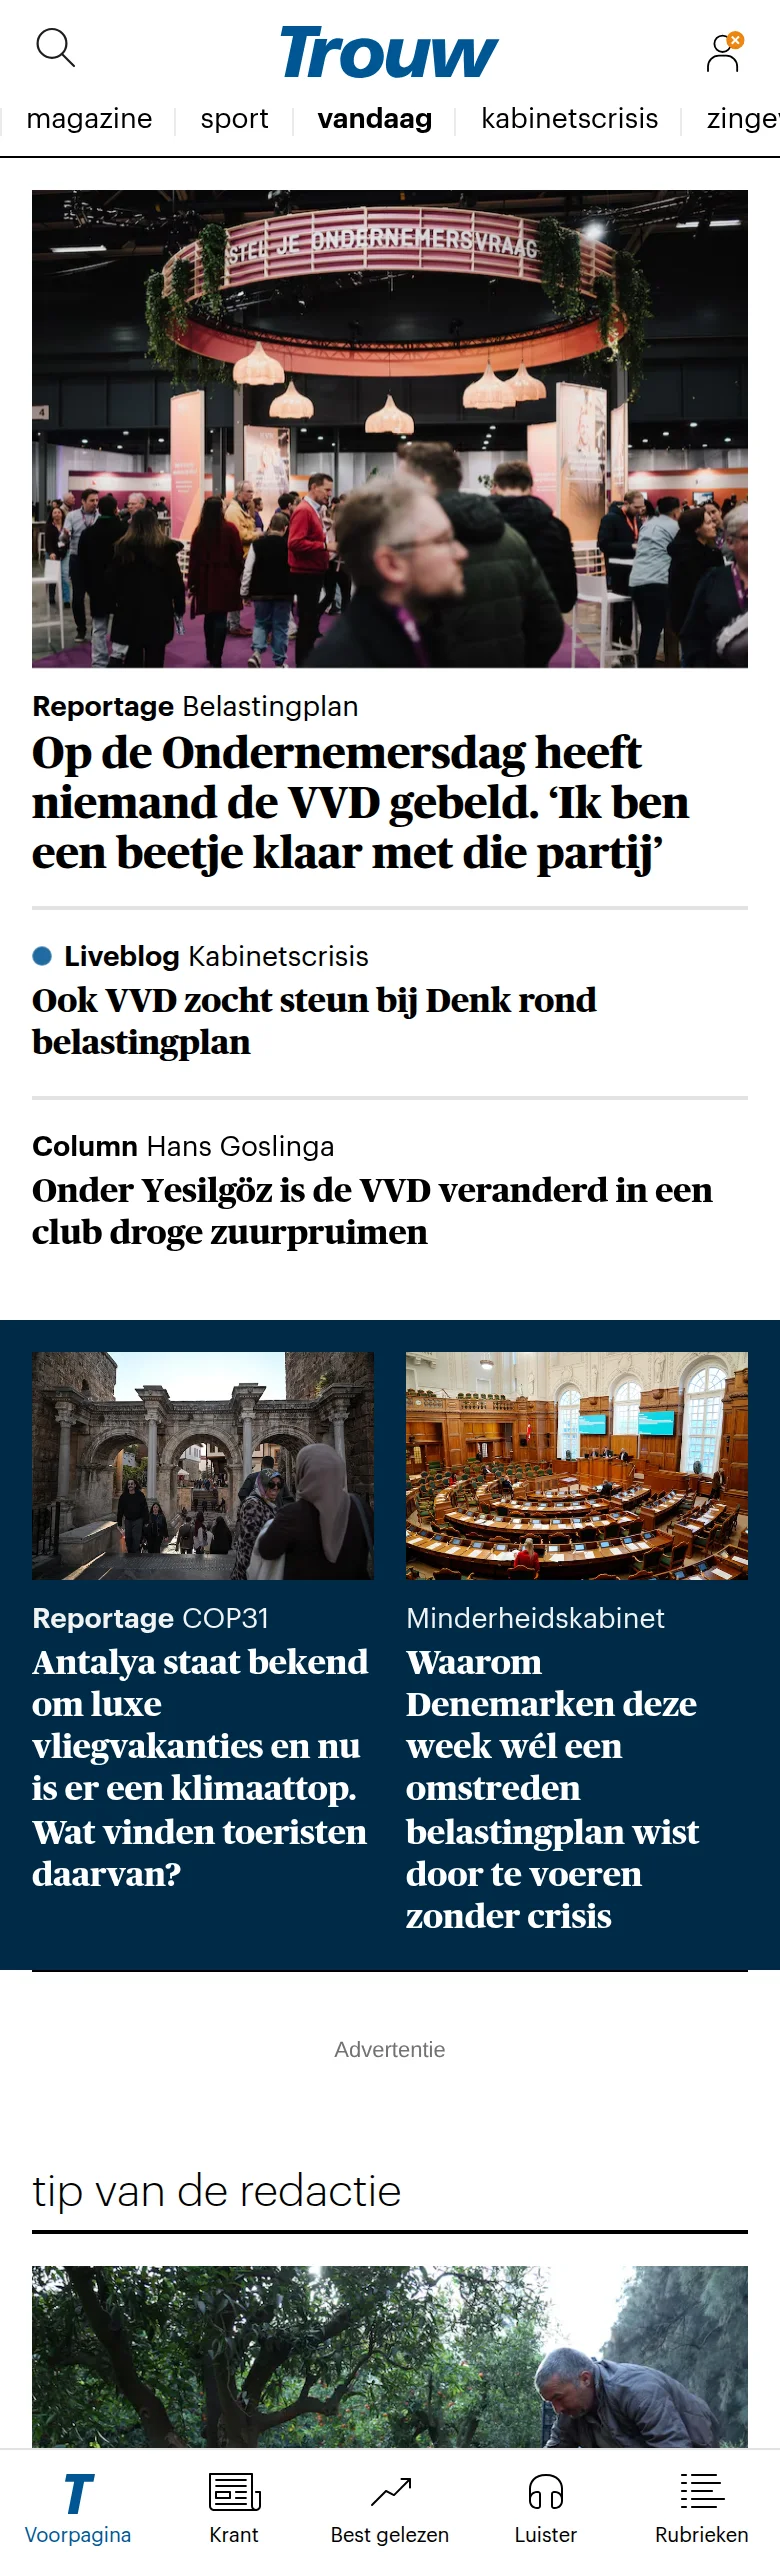 Trouw
magazine
sport
vandaag
kabinetscrisis
zinge
STEL JE ONDERNEMERSVRAAG
4
Reportage Belastingplan
Op de Ondernemersdag heeft
niemand de VVD gebeld. ‘Ik ben
een beetje klaar met die partij’
Liveblog Kabinetscrisis
Ook VVD zocht steun bij Denk rond
belastingplan
Column Hans Goslinga
Onder Yesilgöz is de VVD veranderd in een
club droge zuurpruimen
Reportage COP31
Antalya staat bekend
om luxe
vliegvakanties en nu
is er een klimaattop.
Wat vinden toeristen
daarvan?
Minderheidskabinet
Waarom
Denemarken deze
week wél een
omstreden
belastingplan wist
door te voeren
zonder crisis
Advertentie
tip van de redactie
T
Voorpagina
Krant
Best gelezen
Luister
Rubrieken